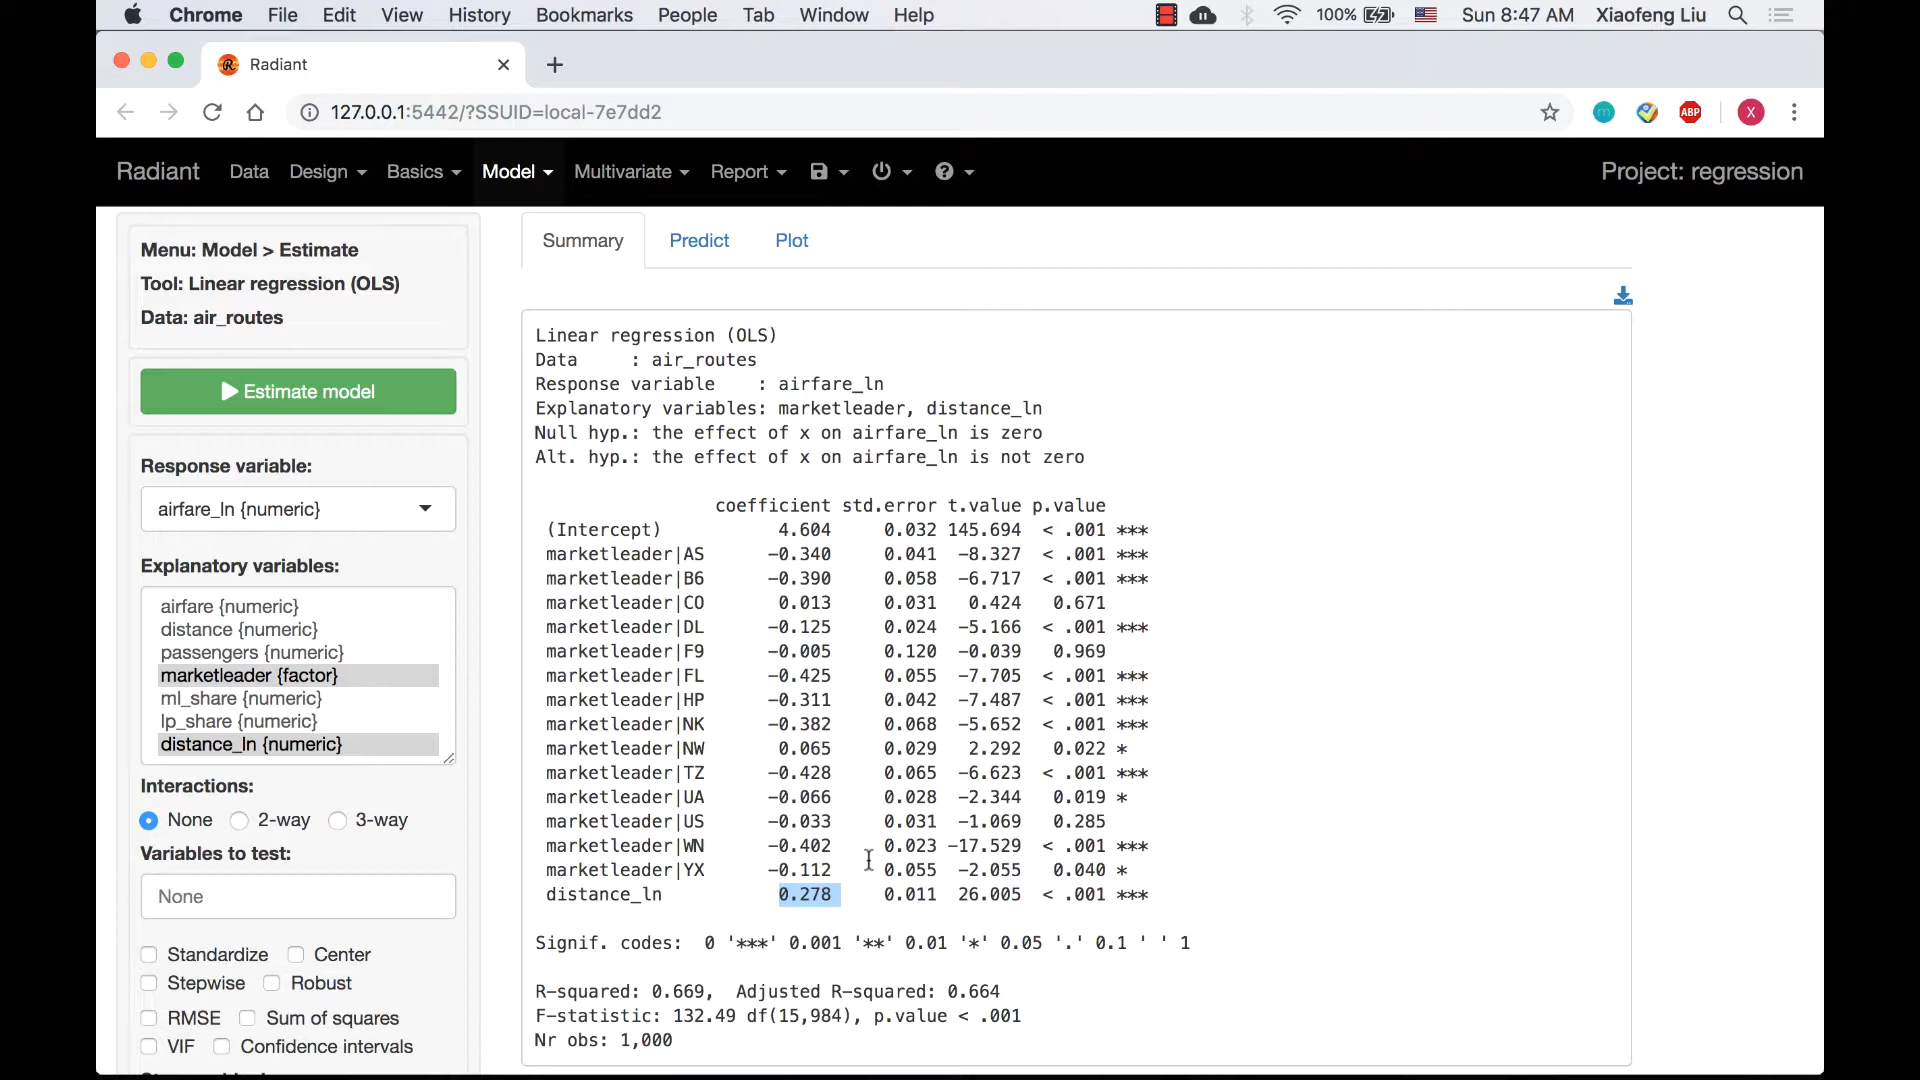 Chrome File Edit View History Bookmarks People Tab Window Help 100% Sun 8:47 AM Xiaofeng Liu
Radiant
127.0.0.1:5442/?SSUID=local-7e7dd2
ABP X
Radiant Data Design Basics Model Multivariate Report Project: regression
Menu: Model > Estimate
Tool: Linear regression (OLS)
Data: air_routes
Estimate model
Response variable:
airfare_ln {numeric}
Explanatory variables:
airfare {numeric}
distance {numeric}
passengers {numeric}
marketleader {factor}
ml_share {numeric}
lp_share {numeric}
distance_ln {numeric}
Interactions:
None 2-way 3-way
Variables to test:
None
Standardize Center
Stepwise Robust
RMSE Sum of squares
VIF Confidence intervals
Summary Predict Plot
Linear regression (OLS)
Data : air_routes
Response variable : airfare_ln
Explanatory variables: marketleader, distance_ln
Null hyp.: the effect of x on airfare_ln is zero
Alt. hyp.: the effect of x on airfare_ln is not zero
coefficient std.error t.value p.value
(Intercept) 4.604 0.032 145.694 < .001 ***
marketleader|AS -0.340 0.041 -8.327 < .001 ***
marketleader|B6 -0.390 0.058 -6.717 < .001 ***
marketleader|CO 0.013 0.031 0.424 0.671
marketleader|DL -0.125 0.024 -5.166 < .001 ***
marketleader|F9 -0.005 0.120 -0.039 0.969
marketleader|FL -0.425 0.055 -7.705 < .001 ***
marketleader|HP -0.311 0.042 -7.487 < .001 ***
marketleader|NK -0.382 0.068 -5.652 < .001 ***
marketleader|NW 0.065 0.029 2.292 0.022 *
marketleader|TZ -0.428 0.065 -6.623 < .001 ***
marketleader|UA -0.066 0.028 -2.344 0.019 *
marketleader|US -0.033 0.031 -1.069 0.285
marketleader|WN -0.402 0.023 -17.529 < .001 ***
marketleader|YX -0.112 0.055 -2.055 0.040 *
distance_ln 0.278 0.011 26.005 < .001 ***
Signif. codes: 0 '***' 0.001 '**' 0.01 '*' 0.05 '.' 0.1 ' ' 1
R-squared: 0.669, Adjusted R-squared: 0.664
F-statistic: 132.49 df(15,984), p.value < .001
Nr obs: 1,000